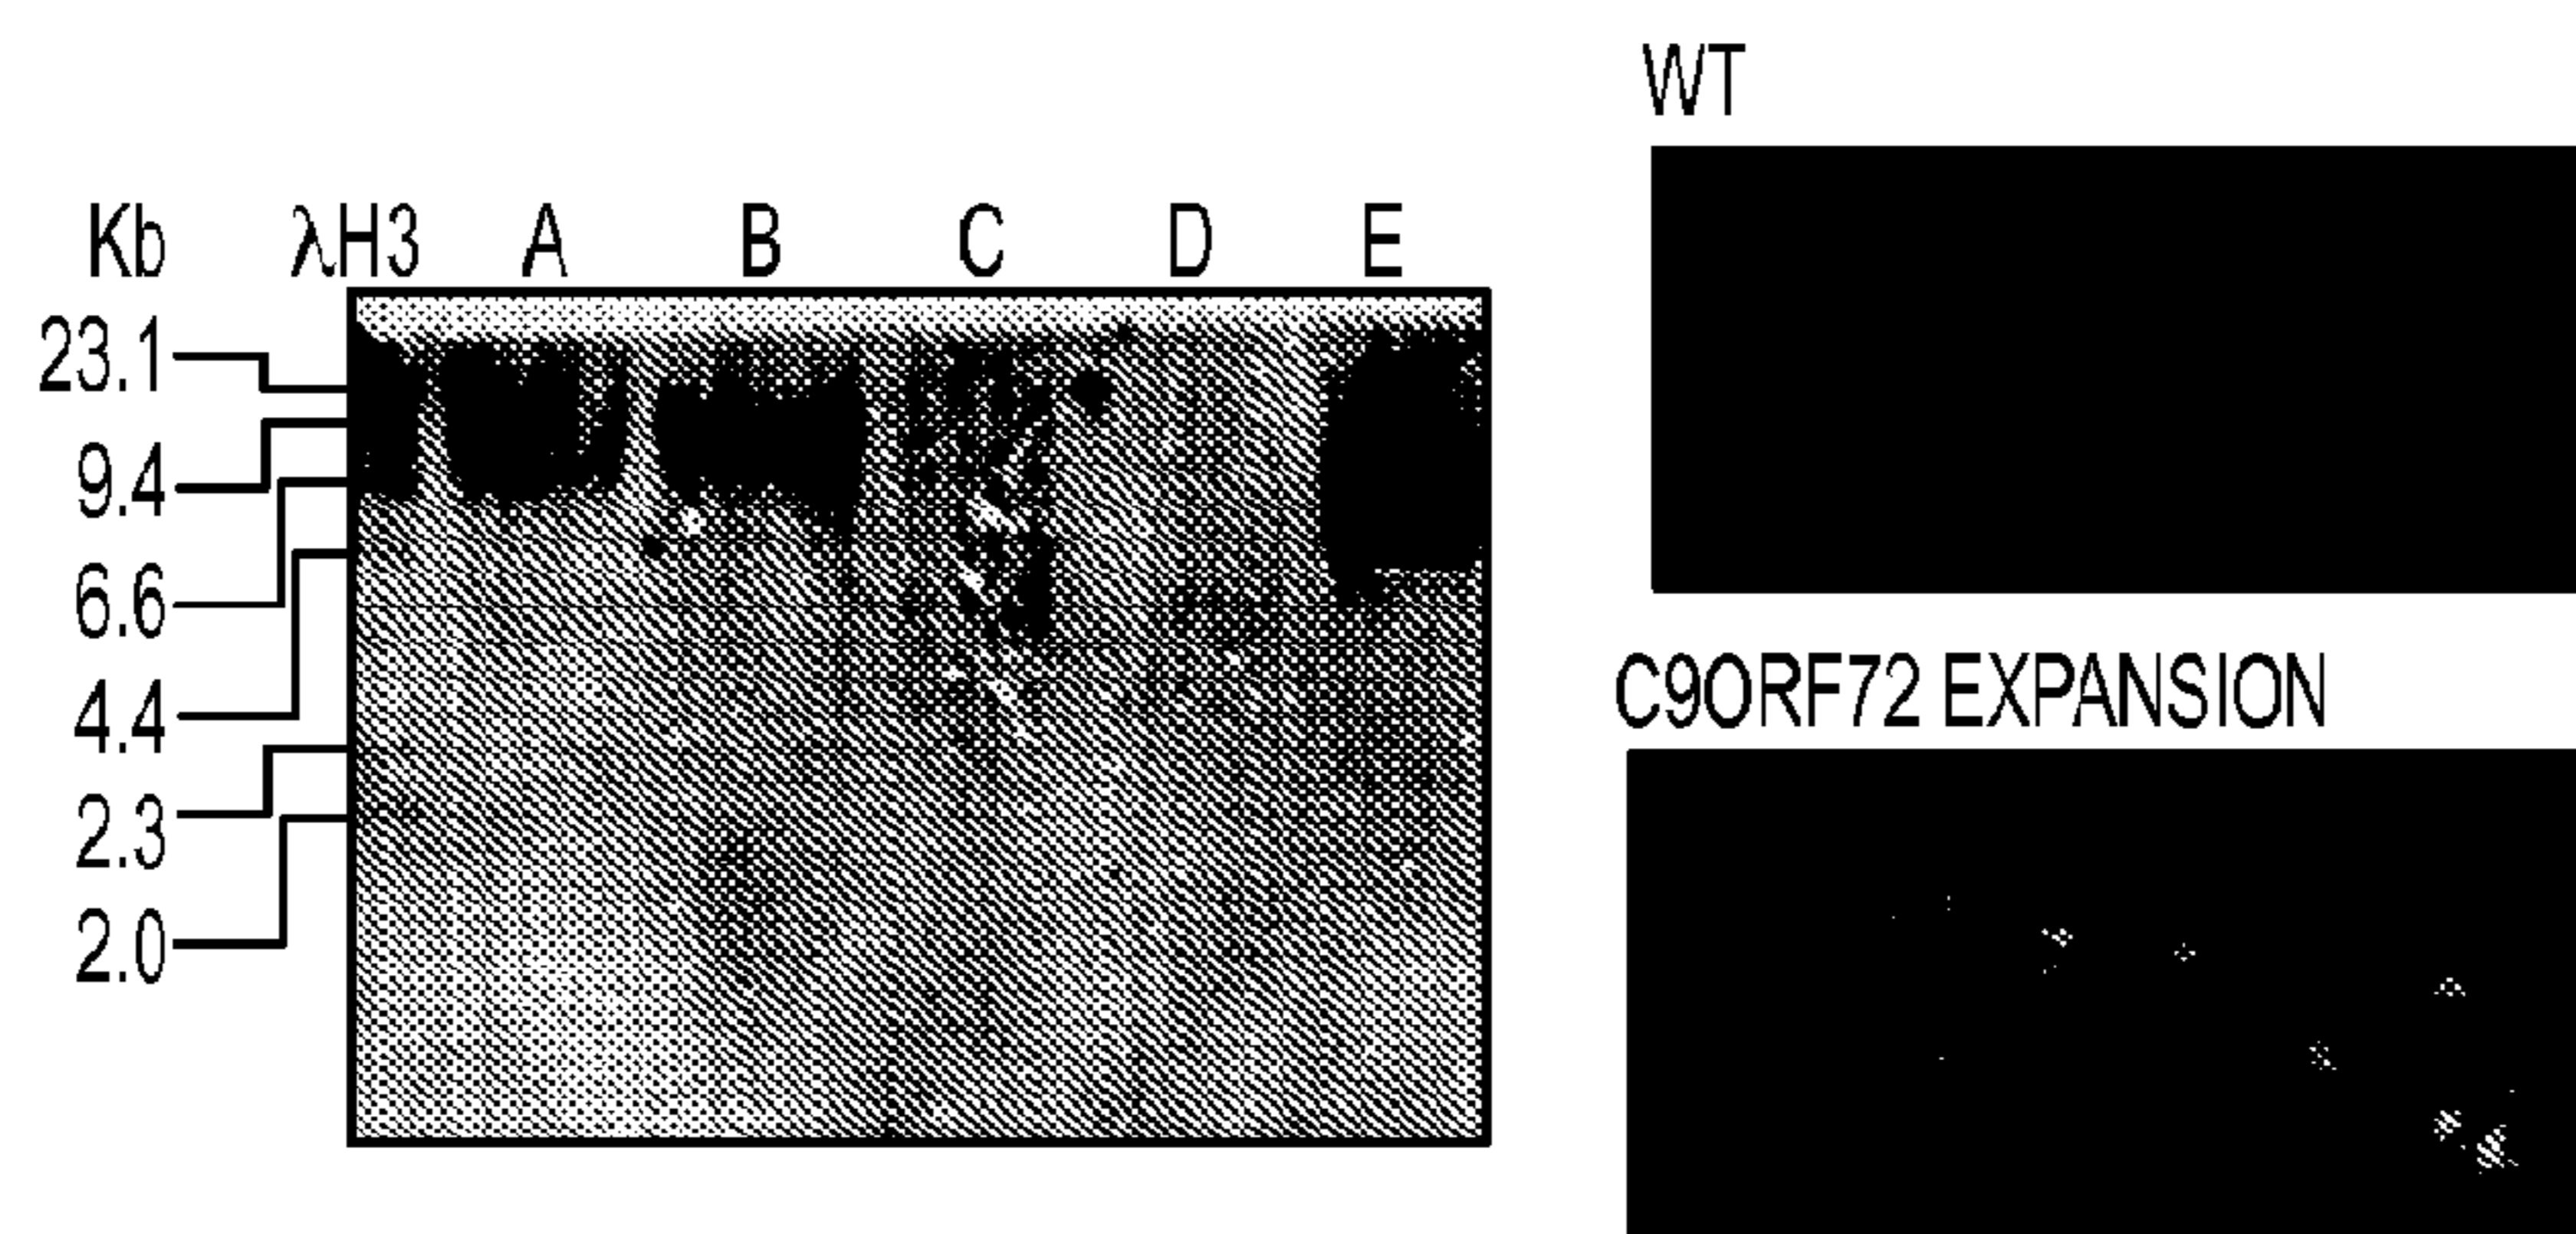 WT
Kb λH3 A B C D E
23.1
9.4
6.6
4.4
2.3
2.0
C9ORF72 EXPANSION